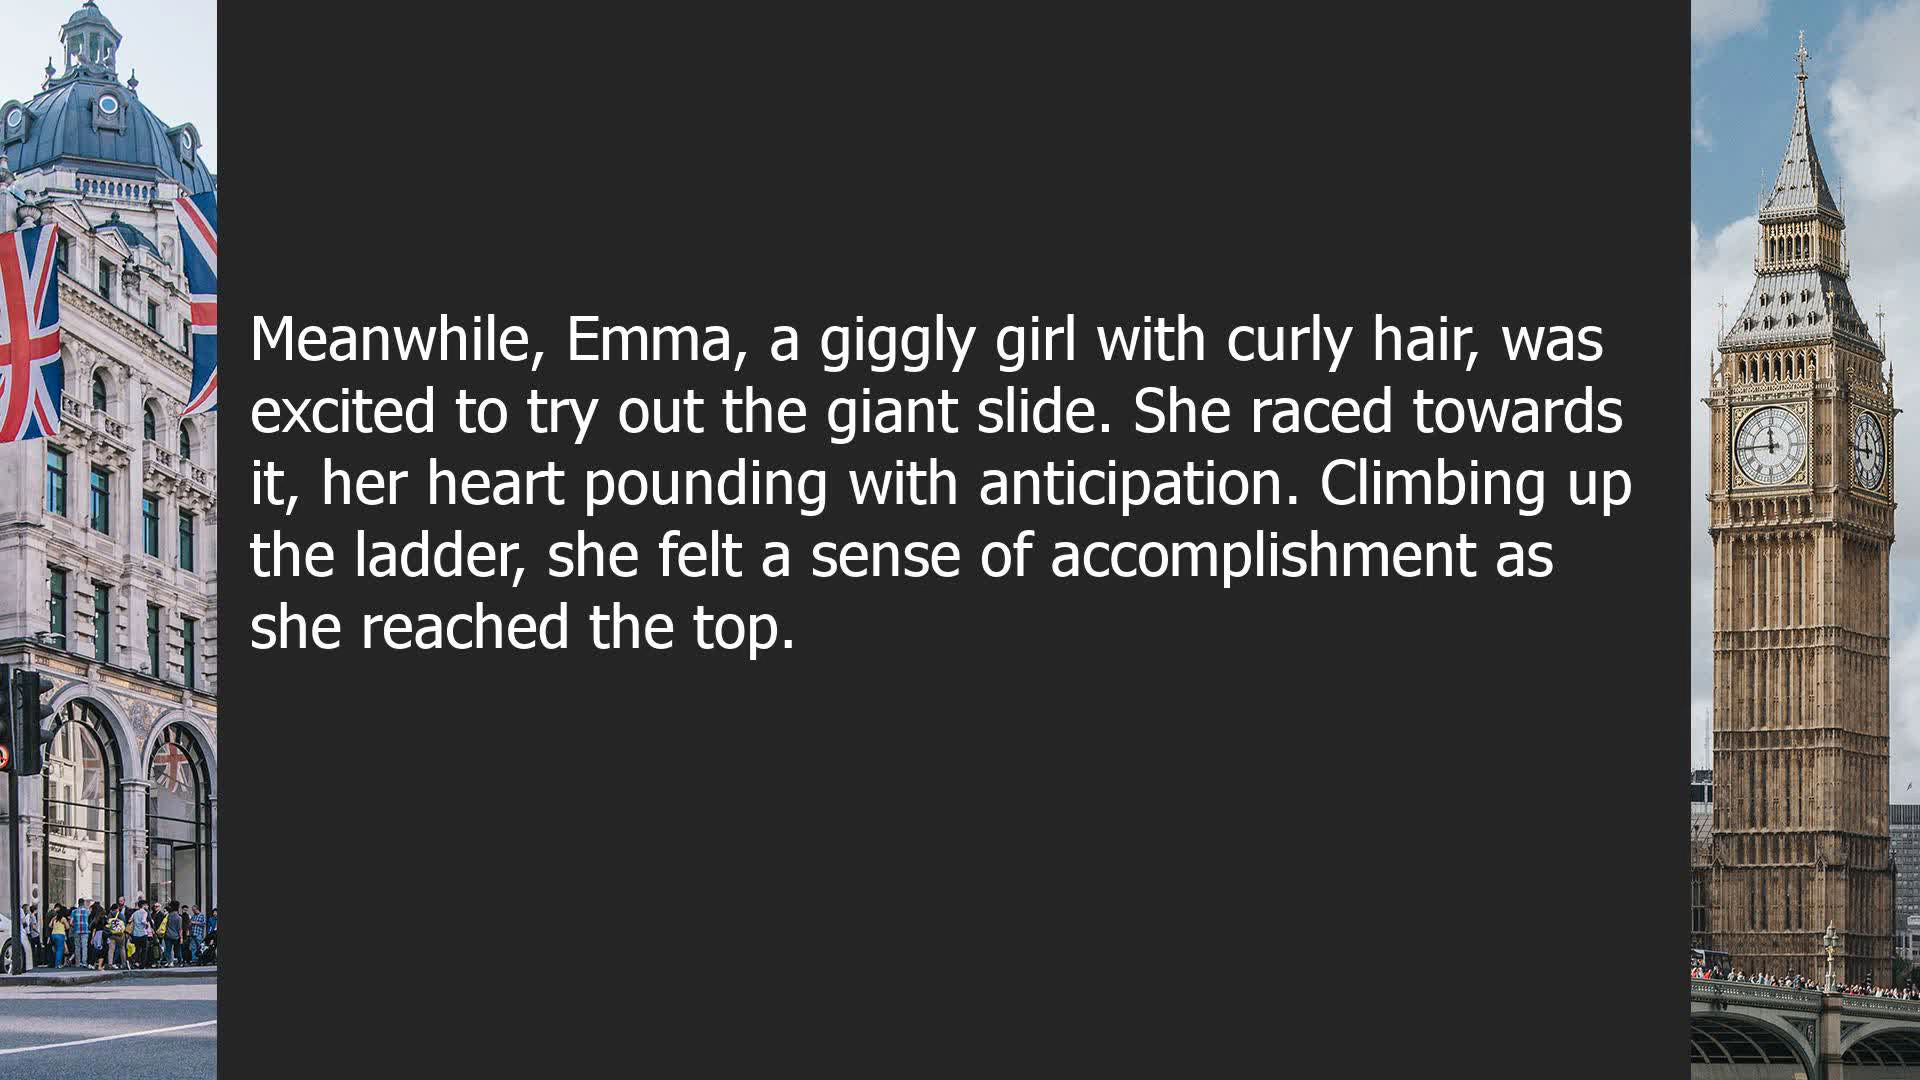 Meanwhile, Emma, a giggly girl with curly hair, was
excited to try out the giant slide. She raced towards
it, her heart pounding with anticipation. Climbing up
the ladder, she felt a sense of accomplishment as
she reached the top.